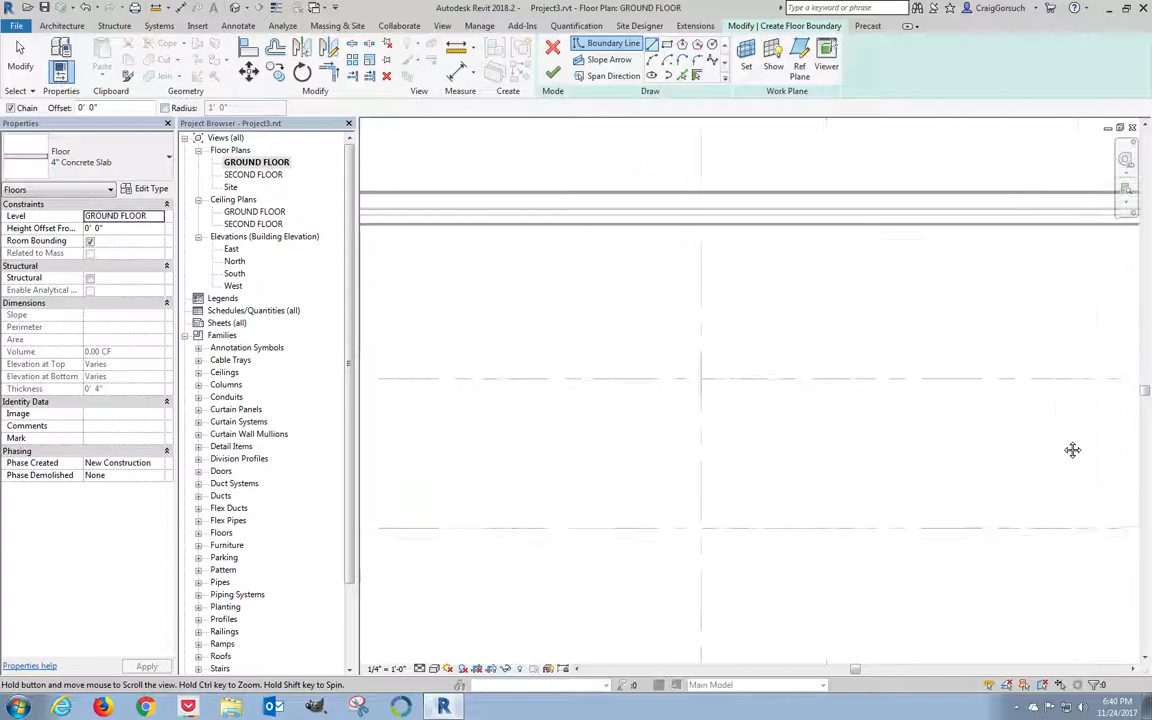 Autodesk Revit 2018.2 -    Project3.rvt - Floor Plan: GROUND FLOOR
Type a keyword or phrase
CraigGorsuch
File
Architecture
Structure
Systems
Insert
Annotate
Analyze
Massing & Site
Collaborate
View
Manage
Add-Ins
Quantification
Site Designer
Extensions
Modify | Create Floor Boundary
Precast
Modify
Paste
Cope
Cut
Join
Boundary Line
Slope Arrow
Span Direction
Set
Show
Ref
Plane
Viewer
Select
Properties
Clipboard
Geometry
Modify
View
Measure
Create
Mode
Draw
Work Plane
Chain
Offset: 0' 0"
Radius:
1' 0"
Properties
Floor
4" Concrete Slab
Floors
Edit Type
Constraints
Level GROUND FLOOR
Height Offset Fro... 0' 0"
Room Bounding
Related to Mass
Structural
Structural
Enable Analytical ...
Dimensions
Slope
Perimeter
Area
Volume 0.00 CF
Elevation at Top Varies
Elevation at Bottom Varies
Thickness 0' 4"
Identity Data
Image
Comments
Mark
Phasing
Phase Created New Construction
Phase Demolished None
Properties help
Apply
Project Browser - Project3.rvt
Views (all)
Floor Plans
GROUND FLOOR
SECOND FLOOR
Site
Ceiling Plans
GROUND FLOOR
SECOND FLOOR
Elevations (Building Elevation)
East
North
South
West
Legends
Schedules/Quantities (all)
Sheets (all)
Families
Annotation Symbols
Cable Trays
Ceilings
Columns
Conduits
Curtain Panels
Curtain Systems
Curtain Wall Mullions
Detail Items
Division Profiles
Doors
Duct Systems
Ducts
Flex Ducts
Flex Pipes
Floors
Furniture
Parking
Pattern
Pipes
Piping Systems
Planting
Profiles
Railings
Ramps
Roofs
Stairs
1/4" = 1'-0"
Hold button and move mouse to Scroll the view. Hold Ctrl key to Zoom. Hold Shift key to Spin.
:0
Main Model
:0
6:40 PM
11/24/2017